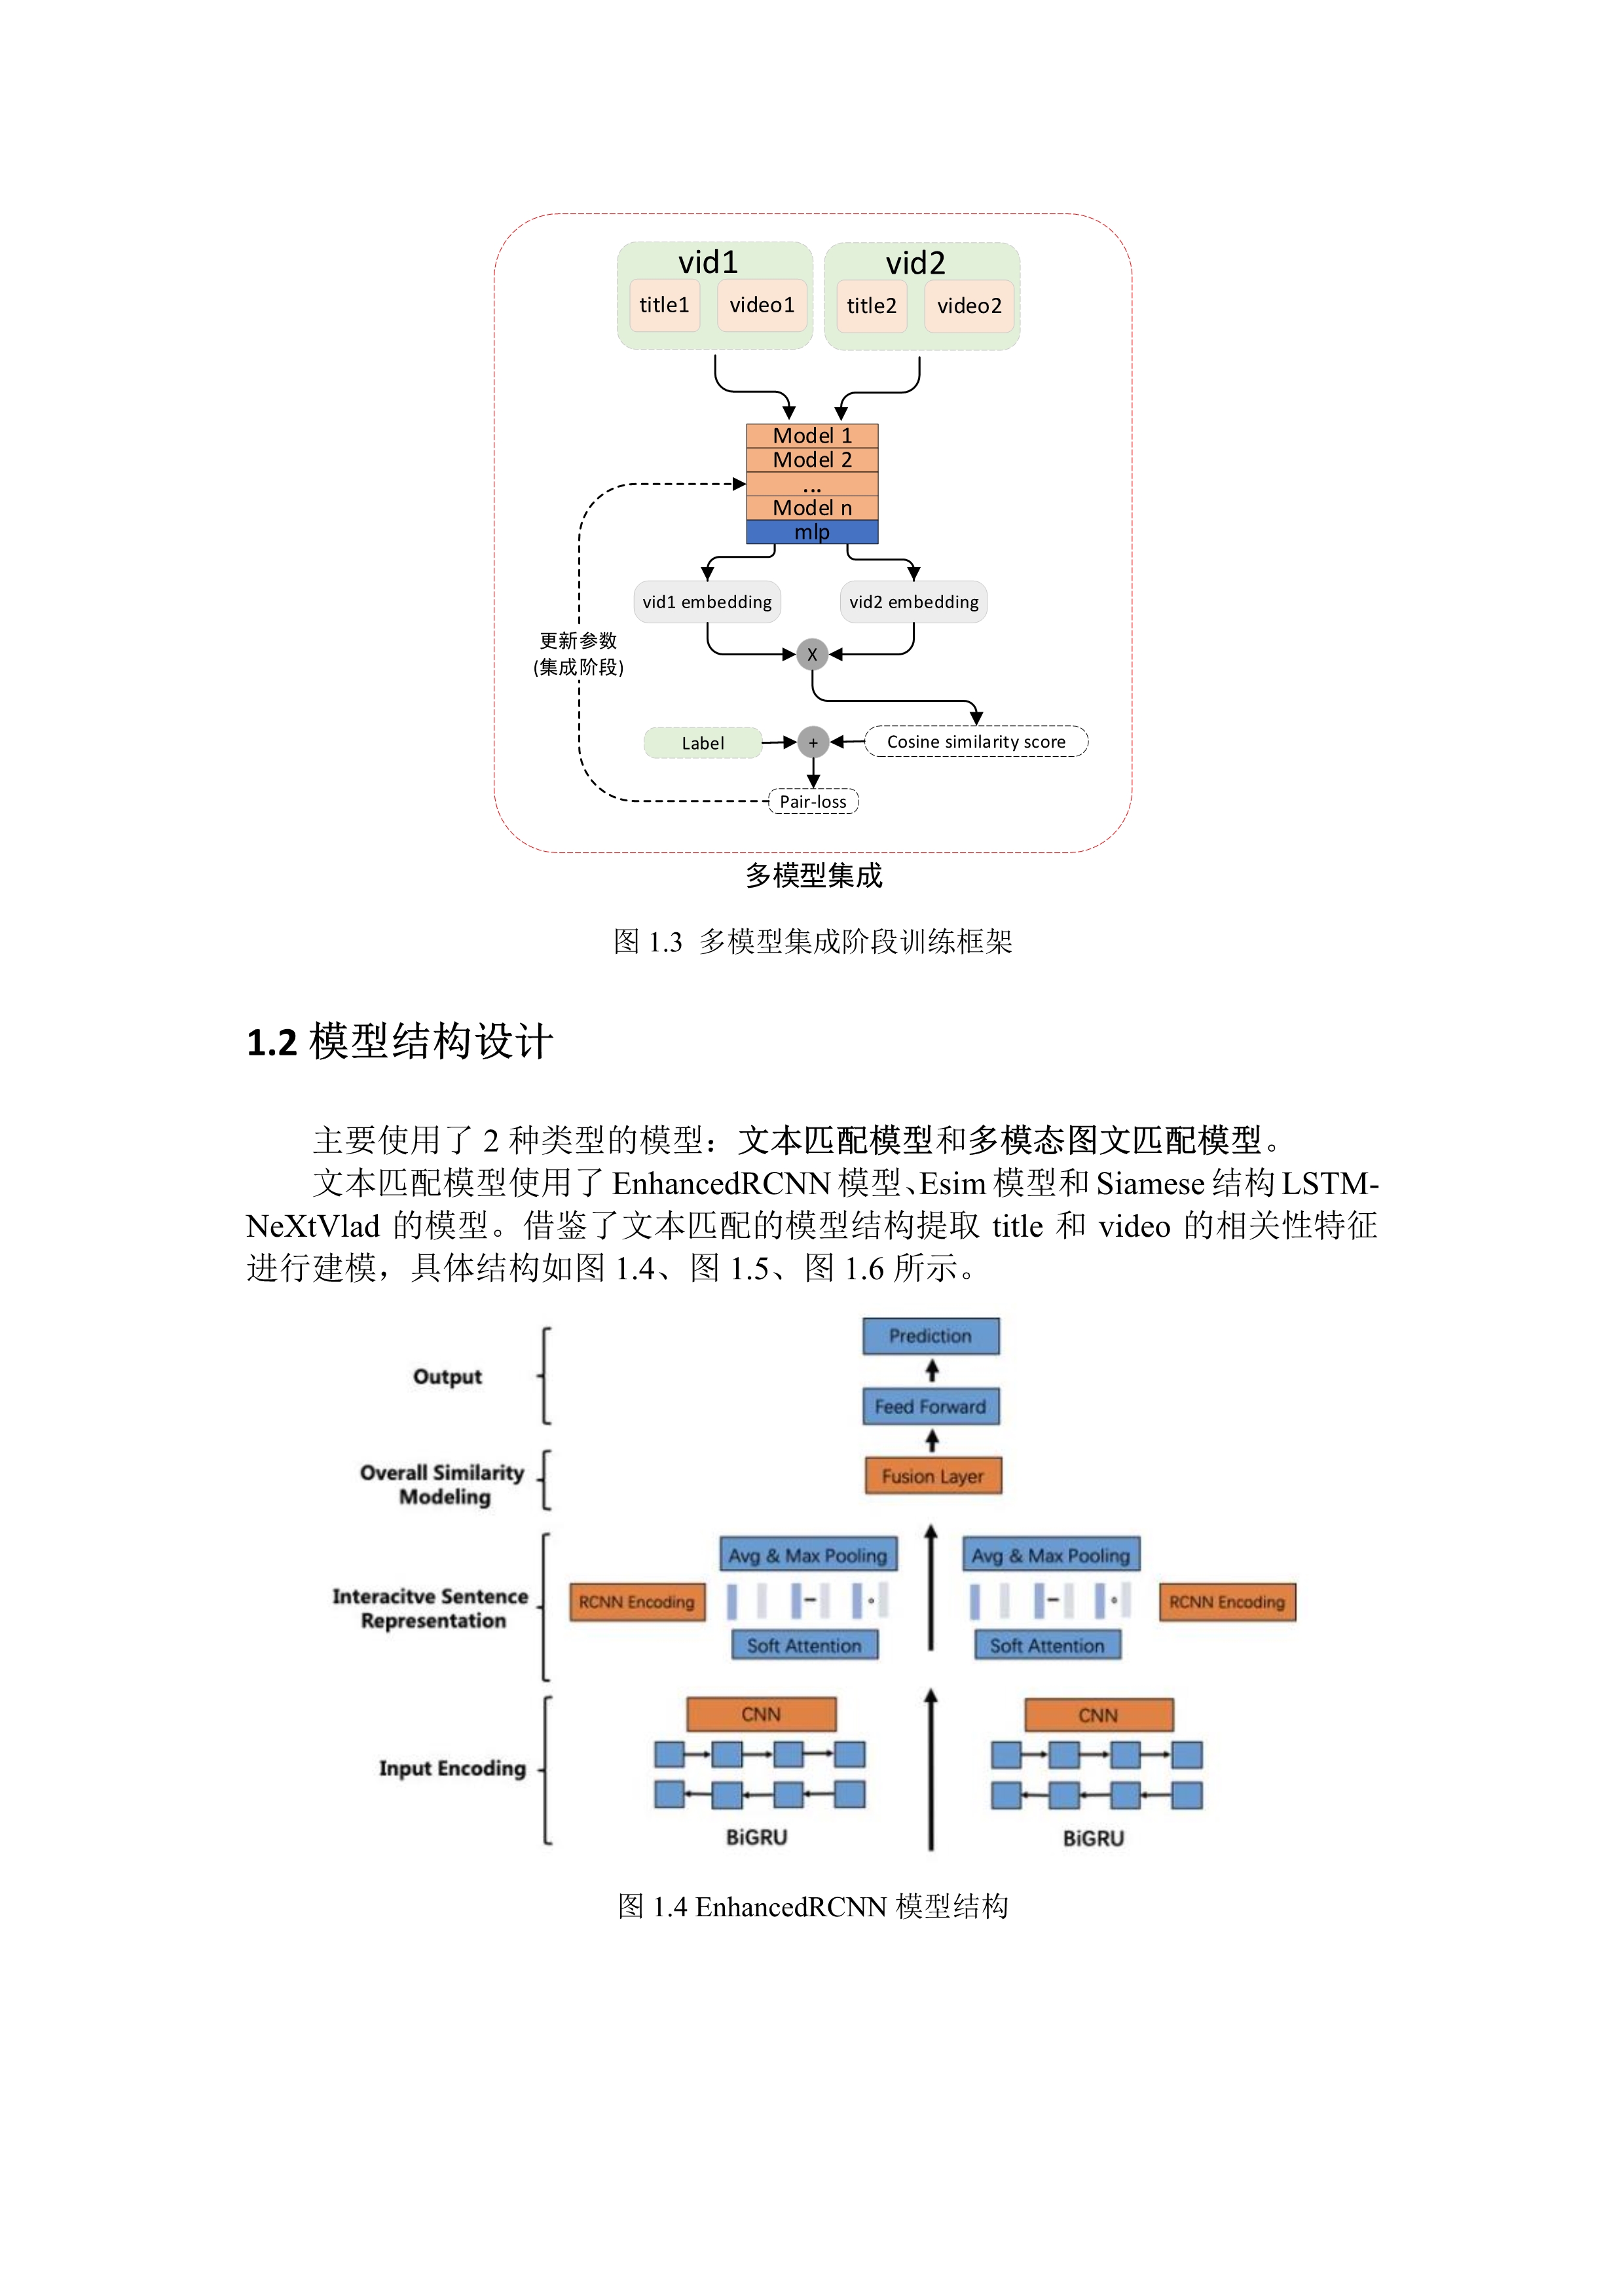 vid1
vid2
title1
video1
title2
video2
Model 1
Model 2
...
Model n
mlp
vid1 embedding
vid2 embedding
更新参数
(集成阶段)
X
Label
+
Cosine similarity score
Pair-loss
多模型集成
图 1.3 多模型集成阶段训练框架
1.2 模型结构设计
主要使用了 2 种类型的模型：文本匹配模型和多模态图文匹配模型。
文本匹配模型使用了 EnhancedRCNN 模型、Esim 模型和 Siamese 结构 LSTM-
NeXtVlad 的模型。借鉴了文本匹配的模型结构提取 title 和 video 的相关性特征
进行建模，具体结构如图 1.4、图 1.5、图 1.6 所示。
Prediction
Output
Feed Forward
Overall Similarity
Modeling
Fusion Layer
Avg & Max Pooling
Avg & Max Pooling
Interacitve Sentence
Representation
RCNN Encoding
RCNN Encoding
Soft Attention
Soft Attention
CNN
CNN
Input Encoding
BiGRU
BiGRU
图 1.4 EnhancedRCNN 模型结构